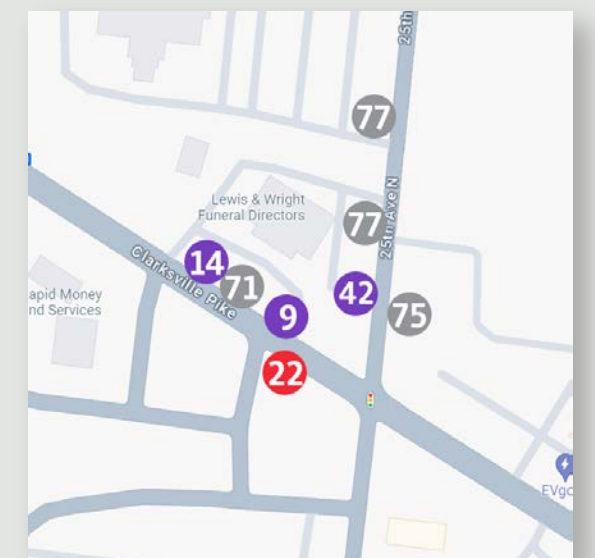 25th
77
Lewis & Wright
Funeral Directors
77
25th Ave N
14
Clarksville Pike
71
42
apid Money
nd Services
9
75
22
EVgo